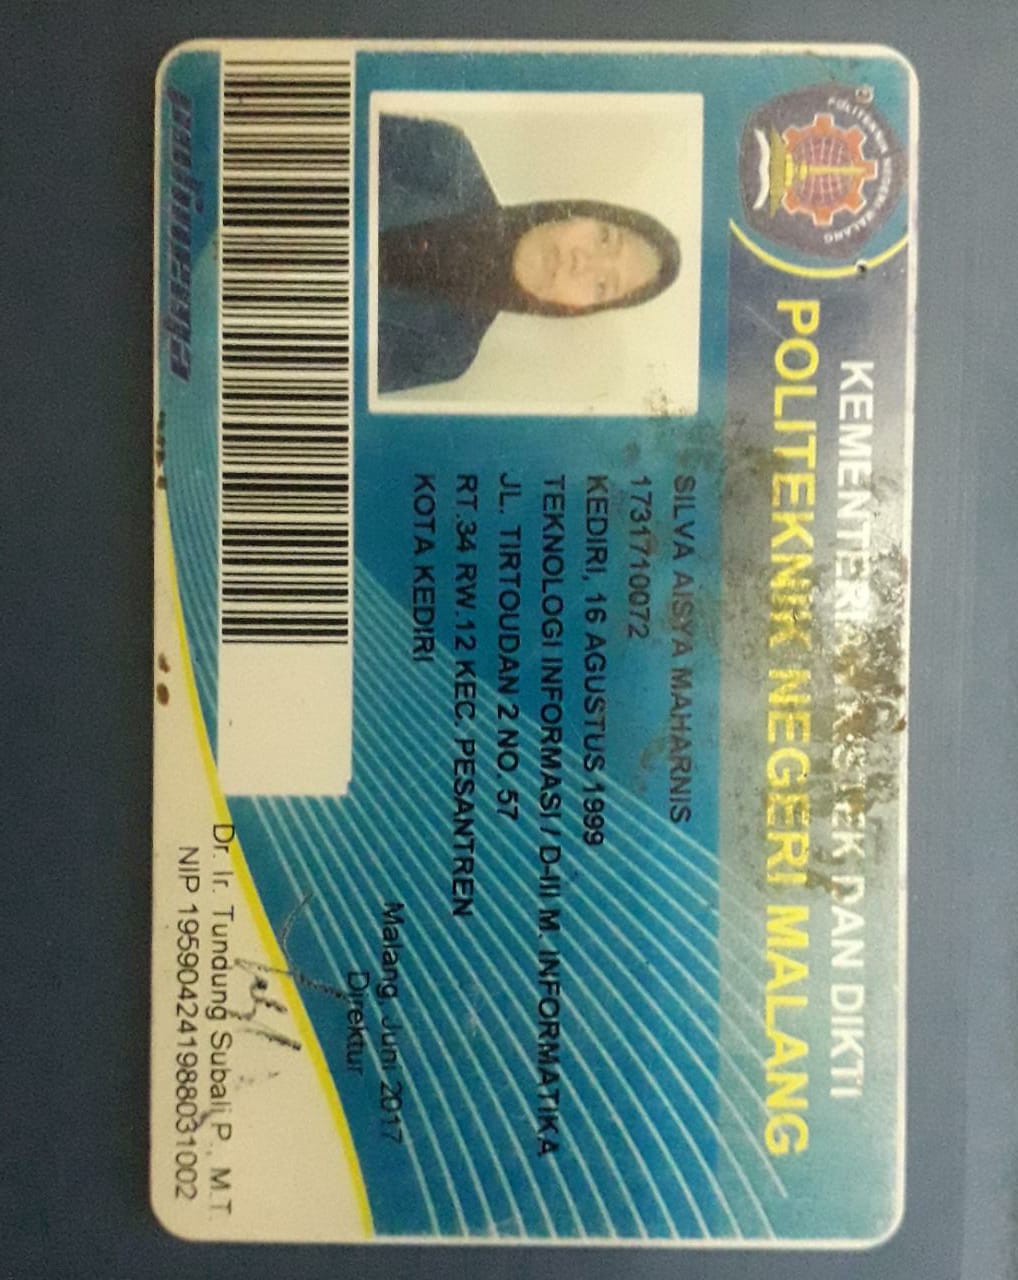 KEMENTERIAN RISTEK DAN DIKTI
POLITEKNIK NEGERI MALANG
POLITEKNIK NEGERI MALANG
SILVA AISYA MAHARNIS
1731710072
KEDIRI, 16 AGUSTUS 1999
TEKNOLOGI INFORMASI / D-III M. INFORMATIKA
JL. TIRTOUDAN 2 NO. 57
RT.34 RW.12 KEC. PESANTREN
KOTA KEDIRI
Malang, Juni 2017
Direktur
Dr. Ir. Tundung Subali P., M.T.
NIP 195904241988031002
polinema